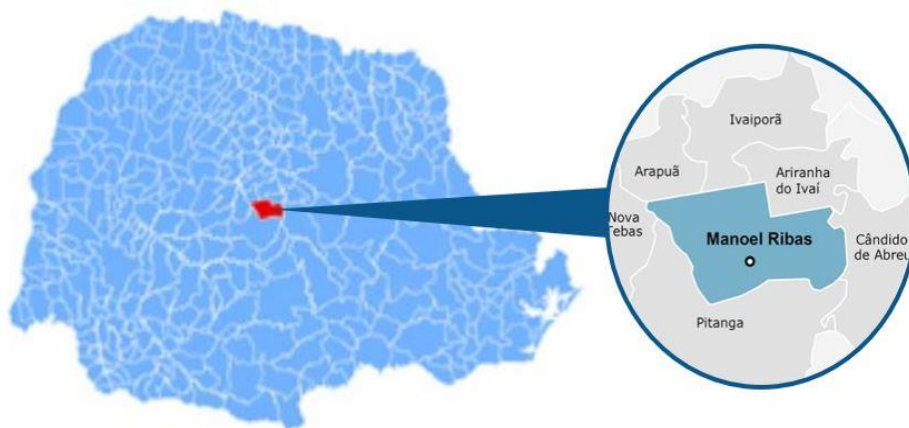 Ivaiporã
Arapuã
Ariranha
do Ivaí
Nova
Tebas
Manoel Ribas
Cândido
de Abreu
Pitanga